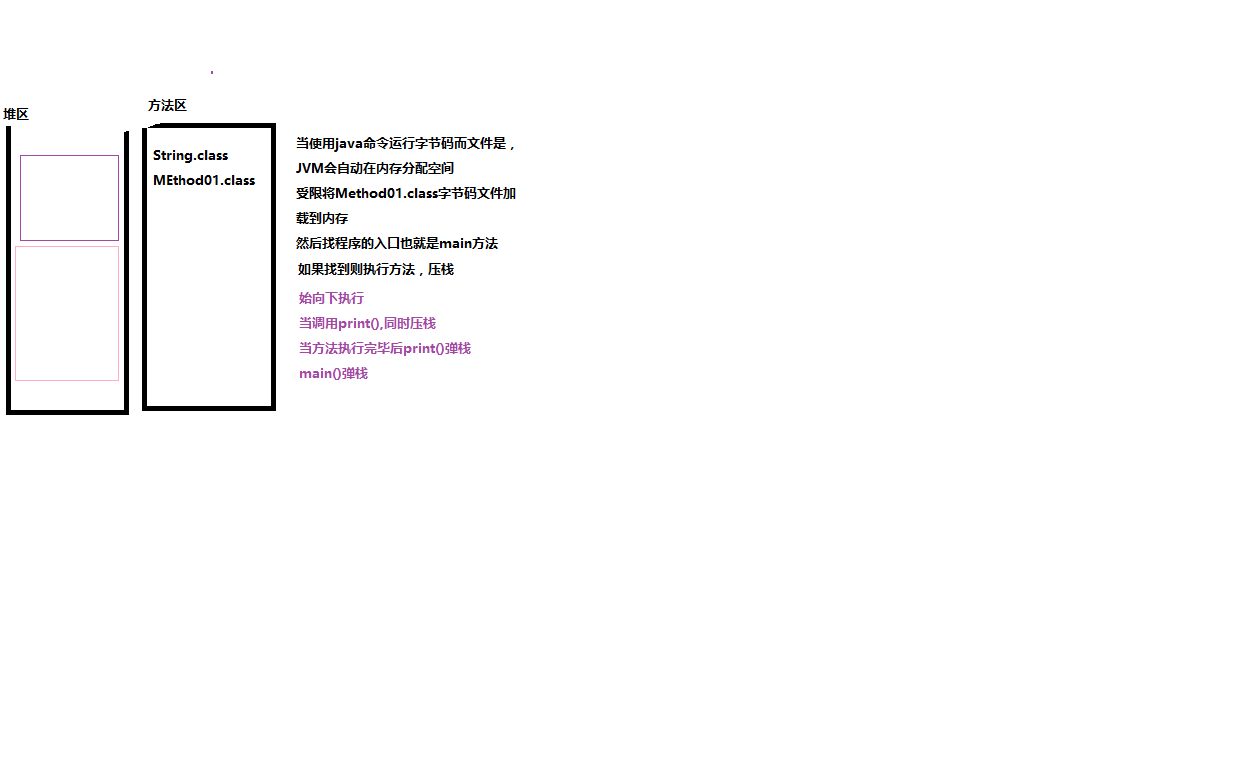 堆区
方法区
String.class
MEthod01.class
当使用java命令运行字节码而文件是，
JVM会自动在内存分配空间
受限将Method01.class字节码文件加
载到内存
然后找程序的入口也就是main方法
如果找到则执行方法，压栈
始向下执行
当调用print(),同时压栈
当方法执行完毕后print()弹栈
main()弹栈